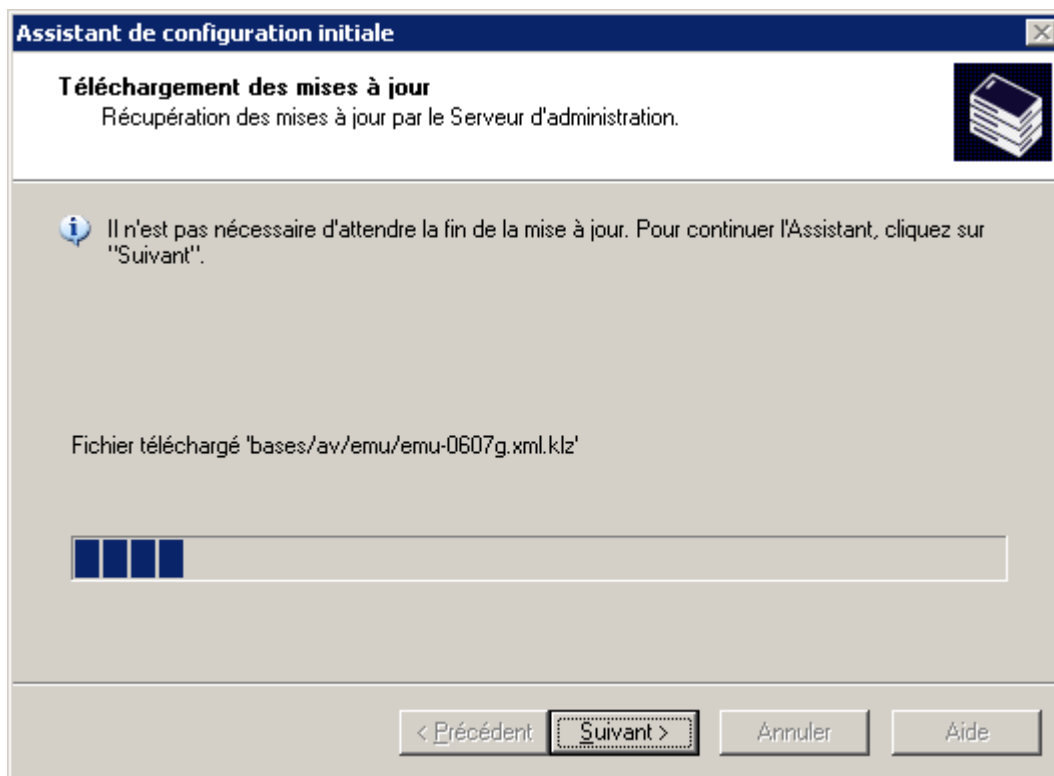 Assistant de configuration initiale
Téléchargement des mises à jour
Récupération des mises à jour par le Serveur d'administration.
Il n'est pas nécessaire d'attendre la fin de la mise à jour. Pour continuer l'Assistant, cliquez sur
"Suivant".
Fichier téléchargé 'bases/av/emu/emu-0607g.xml.klz'
< Précédent
Suivant >
Annuler
Aide